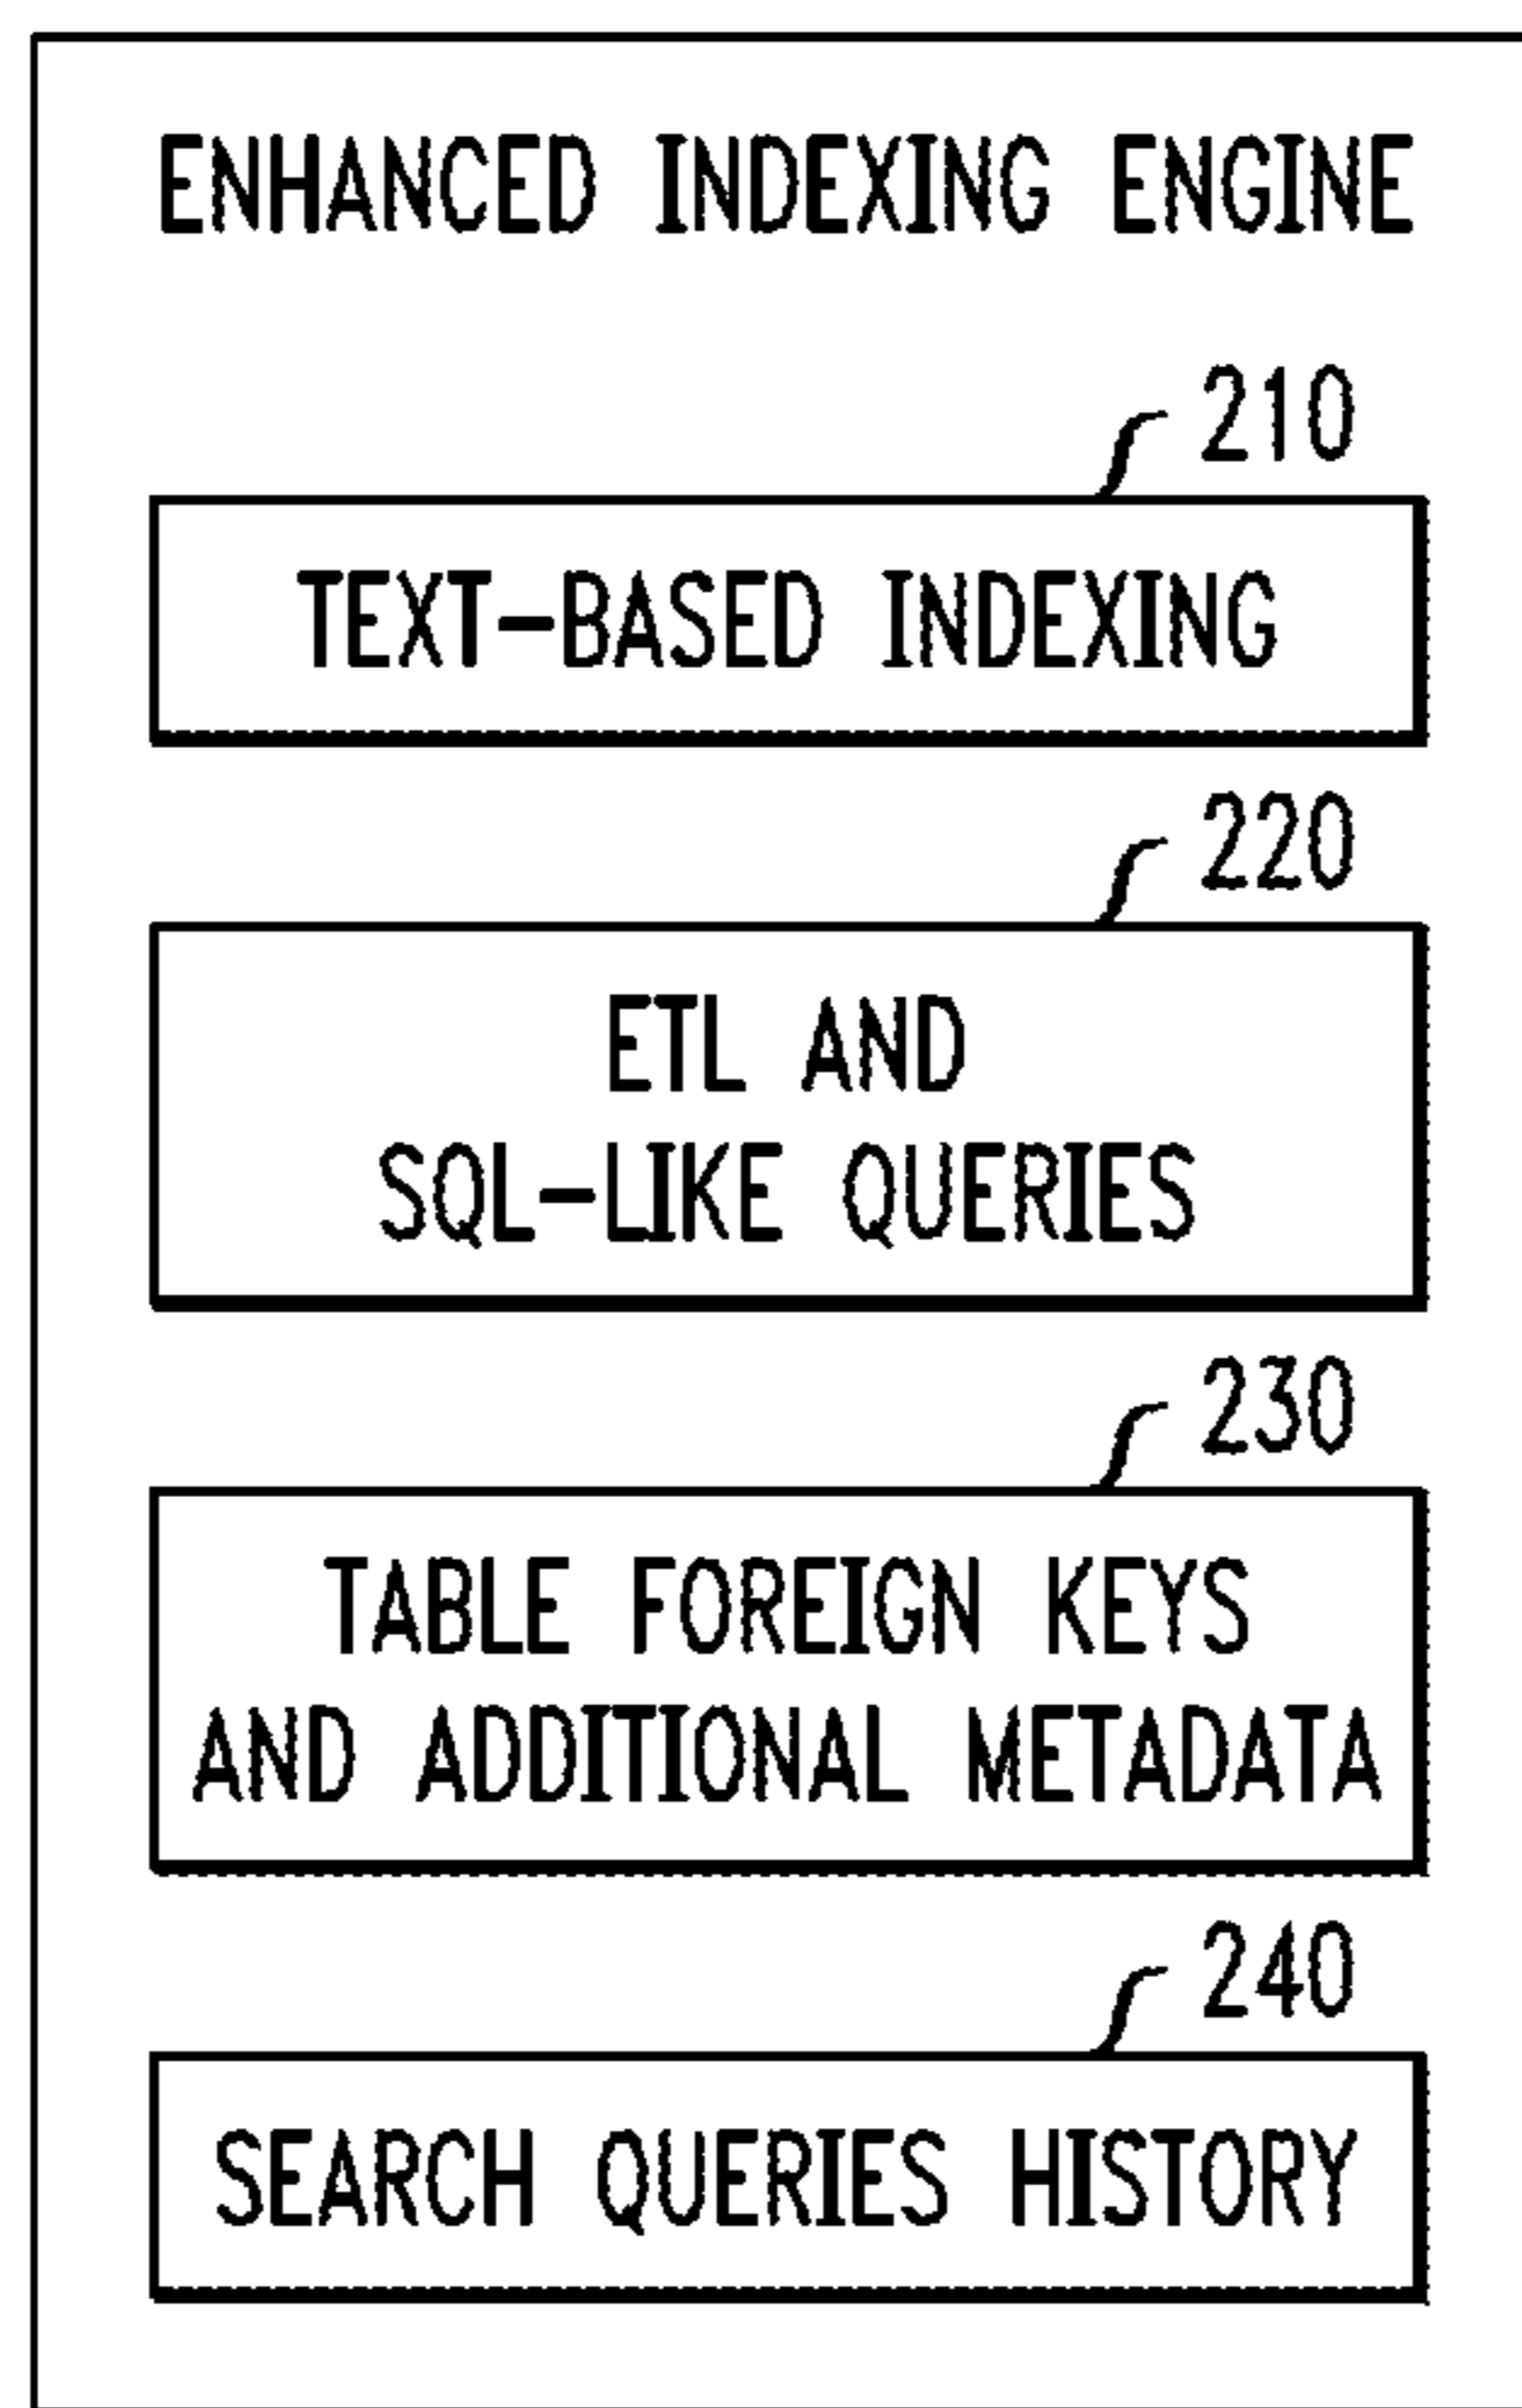 ENHANCED INDEXING ENGINE
210
TEXT-BASED INDEXING
220
ETL AND
SQL-LIKE QUERIES
230
TABLE FOREIGN KEYS
AND ADDITIONAL METADATA
240
SEARCH QUERIES HISTORY